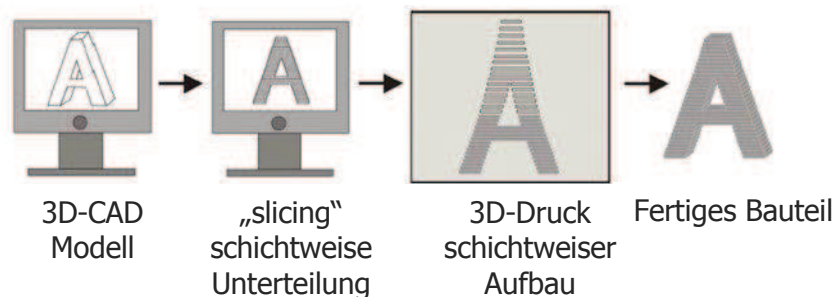 3D-CAD
Modell
„slicing“
schichtweise
Unterteilung
3D-Druck
schichtweiser
Aufbau
Fertiges Bauteil